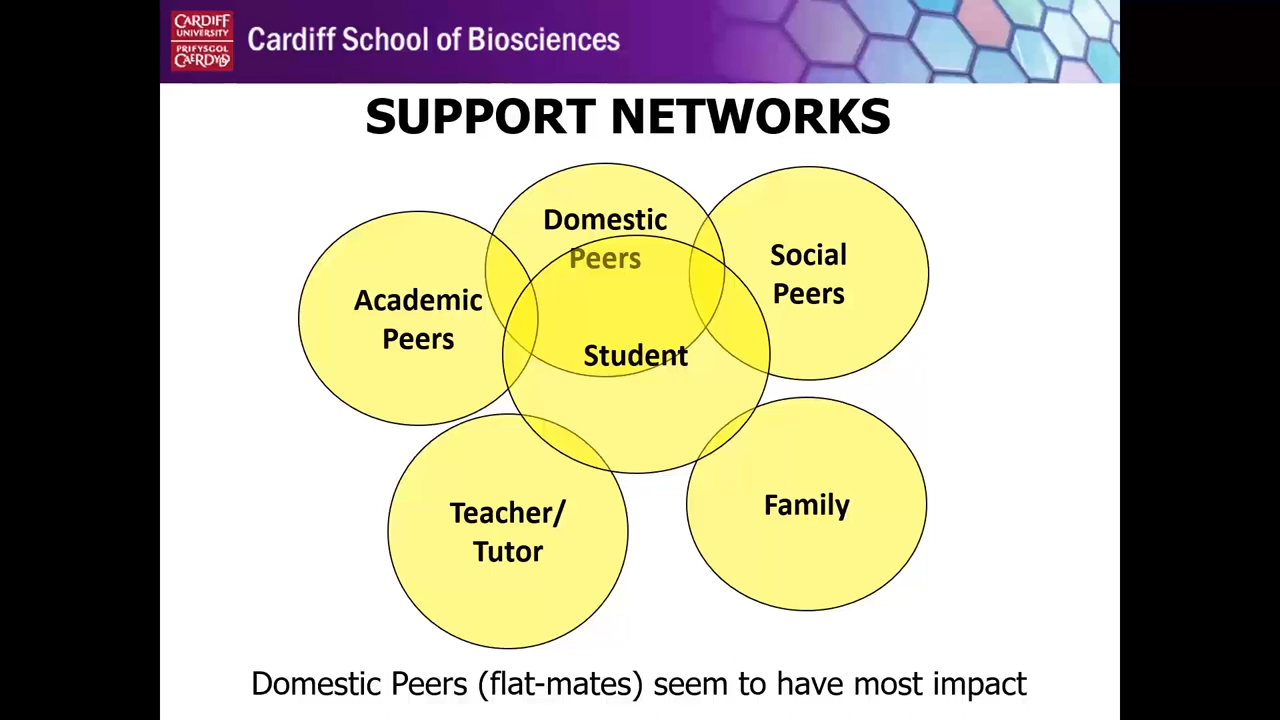 CARDIFF
UNIVERSITY
PRIFYSGOL
CAERDYDD
Cardiff School of Biosciences
SUPPORT NETWORKS
Domestic
Peers
Social
Peers
Academic
Peers
Student
Teacher/
Tutor
Family
Domestic Peers (flat-mates) seem to have most impact